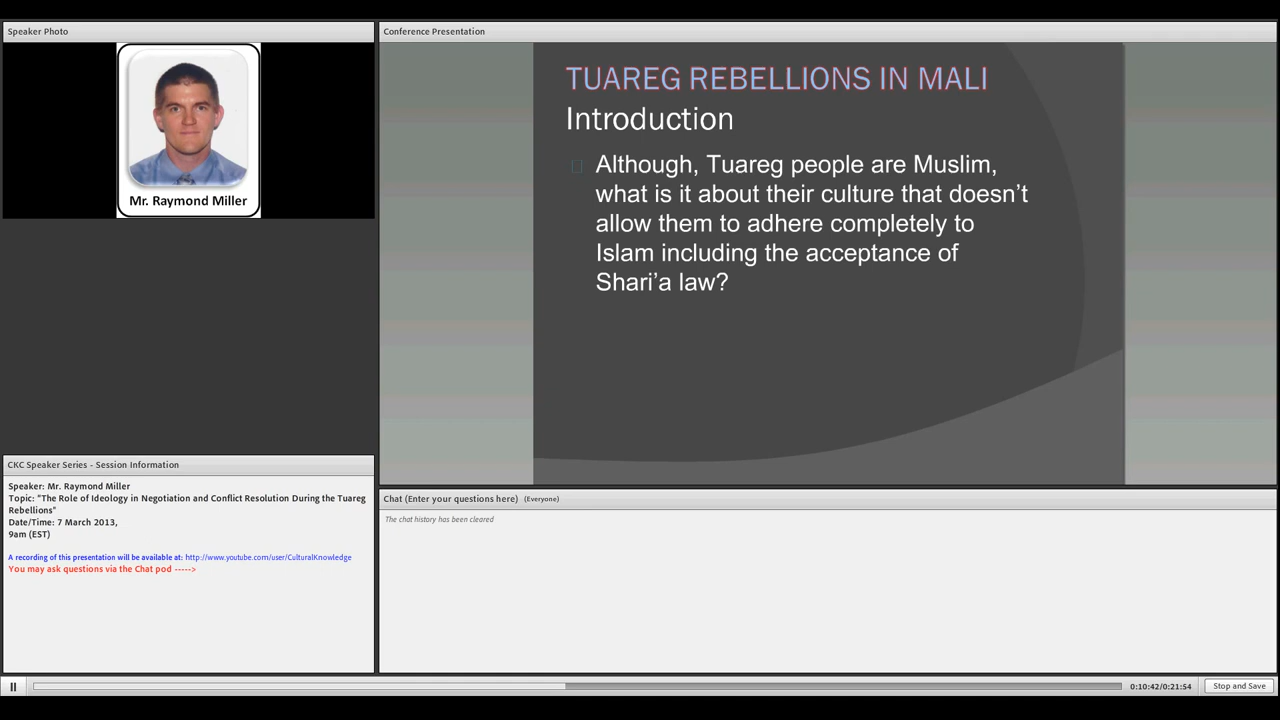 Speaker Photo
Mr. Raymond Miller
Conference Presentation
TUAREG REBELLIONS IN MALI
Introduction
Although, Tuareg people are Muslim,
what is it about their culture that doesn’t
allow them to adhere completely to
Islam including the acceptance of
Shari’a law?
CKC Speaker Series - Session Information
Speaker: Mr. Raymond Miller
Topic: "The Role of Ideology in Negotiation and Conflict Resolution During the Tuareg
Rebellions"
Date/Time: 7 March 2013,
9am (EST)
A recording of this presentation will be available at: http://www.youtube.com/user/CulturalKnowledge
You may ask questions via the Chat pod ----->
Chat (Enter your questions here) (Everyone)
The chat history has been cleared
0:10:42/0:21:54
Stop and Save